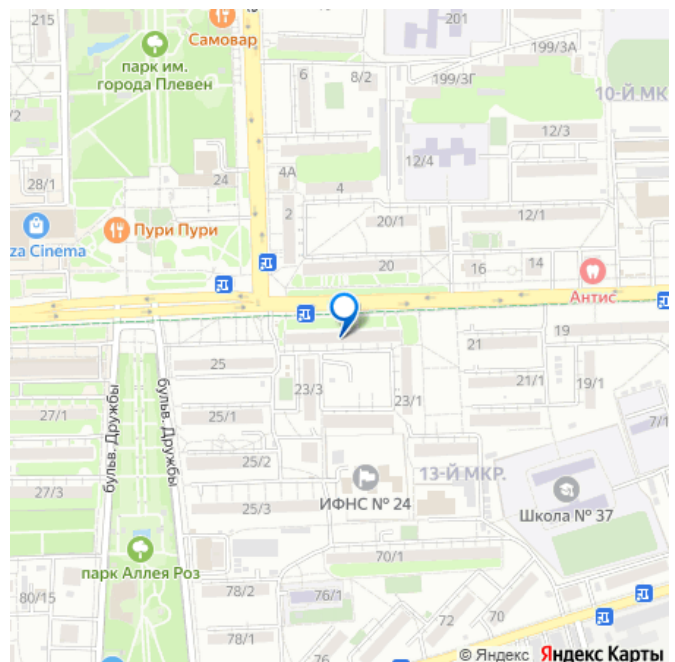 215
Самовар
201
парк им.
города Плевен
6
8/2
199/3А
199/3Г
10-Й МК
/2
12/3
12/4
28/1
24
4А
4
2
20/1
12/1
Пури Пури
za Cinema
20
16
14
Антис
25
21
19
23/3
23/1
21/1
19/1
27/1
25/1
7/1
бульв. Дружбы
бульв. Дружбы
25/2
13-Й МКР.
27/3
25/3
ИФНС № 24
Школа № 37
70/1
парк Аллея Роз
80/15
78/2
76/1
72
70
78/1
76
© Яндекс Яндекс Карты